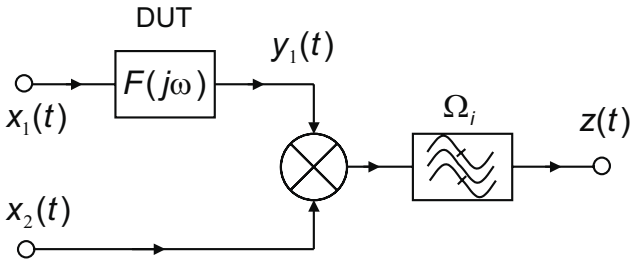 DUT
F(jω)
y₁(t)
x₁(t)
Ωᵢ
z(t)
x₂(t)